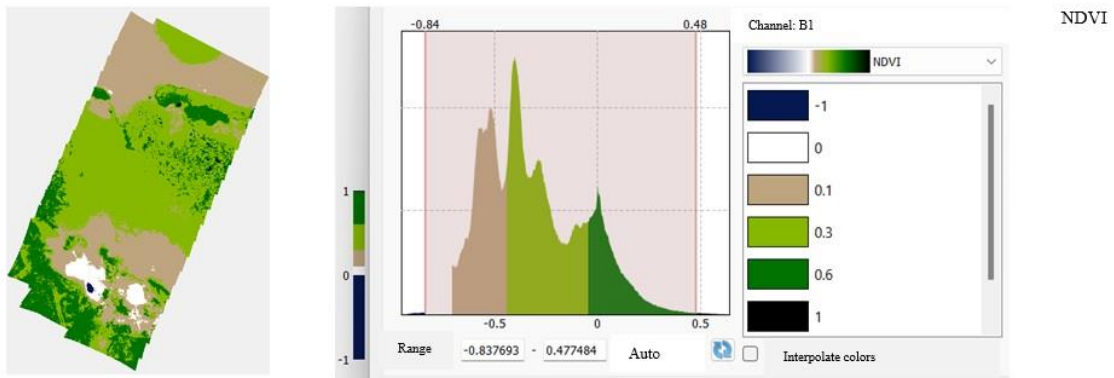 NDVI
-0.84 0.48
Channel: B1
NDVI
-1
0
0.1
0.3
0.6
1
1
0
-1
-0.5 0 0.5
Range -0.837693 - 0.477484 Auto
Interpolate colors